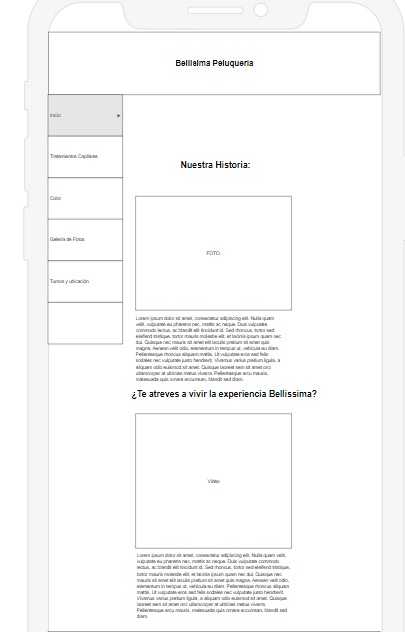 Bellisima Peluqueria
Inicio
Tratamientos Capilares
Color
Galeria de Fotos
Turnos y ubicación
Nuestra Historia:
FOTO:
Lorem ipsum dolor sit amet, consectetur adipiscing elit. Nulla quam
velit, vulputate eu pharetra nec, mattis ac neque. Duis vulputate
commodo lectus, ac blandit elit tincidunt id. Sed rhoncus, tortor sed
eleifend tristique, tortor mauris molestie elit, et lacinia ipsum quam nec
dui. Quisque nec mauris sit amet elit iaculis pretium sit amet quis
magna. Aenean velit odio, elementum in tempus ut, vehicula eu diam.
Pellentesque rhoncus aliquam mattis. Ut vulputate eros sed felis
sodales nec vulputate justo hendrerit. Vivamus varius pretium ligula, a
aliquam odio euismod sit amet. Quisque laoreet sem sit amet orci
ullamcorper at ultricies metus viverra. Pellentesque arcu mauris,
malesuada quis ornare accumsan, blandit sed diam.
¿Te atreves a vivir la experiencia Bellissima?
Video
Lorem ipsum dolor sit amet, consectetur adipiscing elit. Nulla quam velit,
vulputate eu pharetra nec, mattis ac neque. Duis vulputate commodo
lectus, ac blandit elit tincidunt id. Sed rhoncus, tortor sed eleifend tristique,
tortor mauris molestie elit, et lacinia ipsum quam nec dui. Quisque nec
mauris sit amet elit iaculis pretium sit amet quis magna. Aenean velit odio,
elementum in tempus ut, vehicula eu diam. Pellentesque rhoncus aliquam
mattis. Ut vulputate eros sed felis sodales nec vulputate justo hendrerit.
Vivamus varius pretium ligula, a aliquam odio euismod sit amet. Quisque
laoreet sem sit amet orci ullamcorper at ultricies metus viverra.
Pellentesque arcu mauris, malesuada quis ornare accumsan, blandit sed
diam.